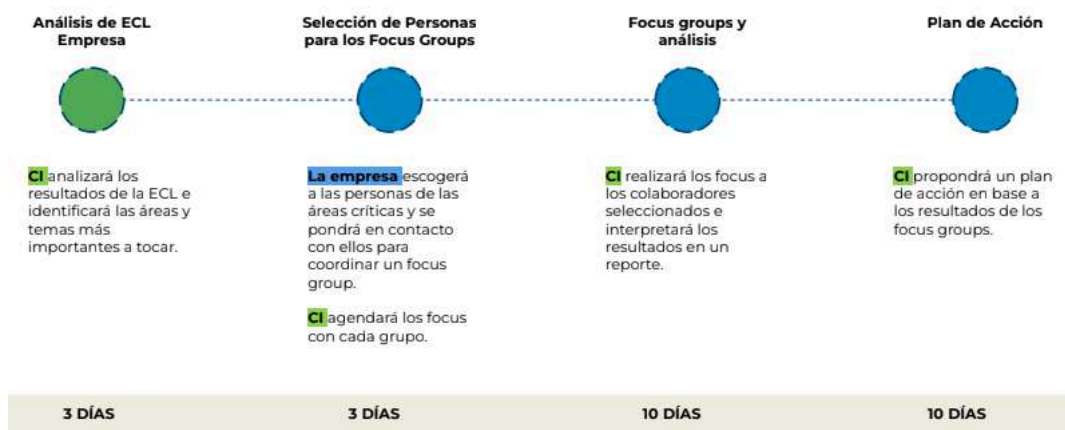 Análisis de ECL
Empresa
Selección de Personas
para los Focus Groups
Focus groups y
análisis
Plan de Acción
CI analizará los
resultados de la ECL e
identificará las áreas y
temas más
importantes a tocar.
La empresa escogerá
a las personas de las
áreas críticas y se
pondrá en contacto
con ellos para
coordinar un focus
group.
CI agendará los focus
con cada grupo.
CI realizará los focus a
los colaboradores
seleccionados e
interpretará los
resultados en un
reporte.
CI propondrá un plan
de acción en base a
los resultados de los
focus groups.
3 DÍAS
3 DÍAS
10 DÍAS
10 DÍAS